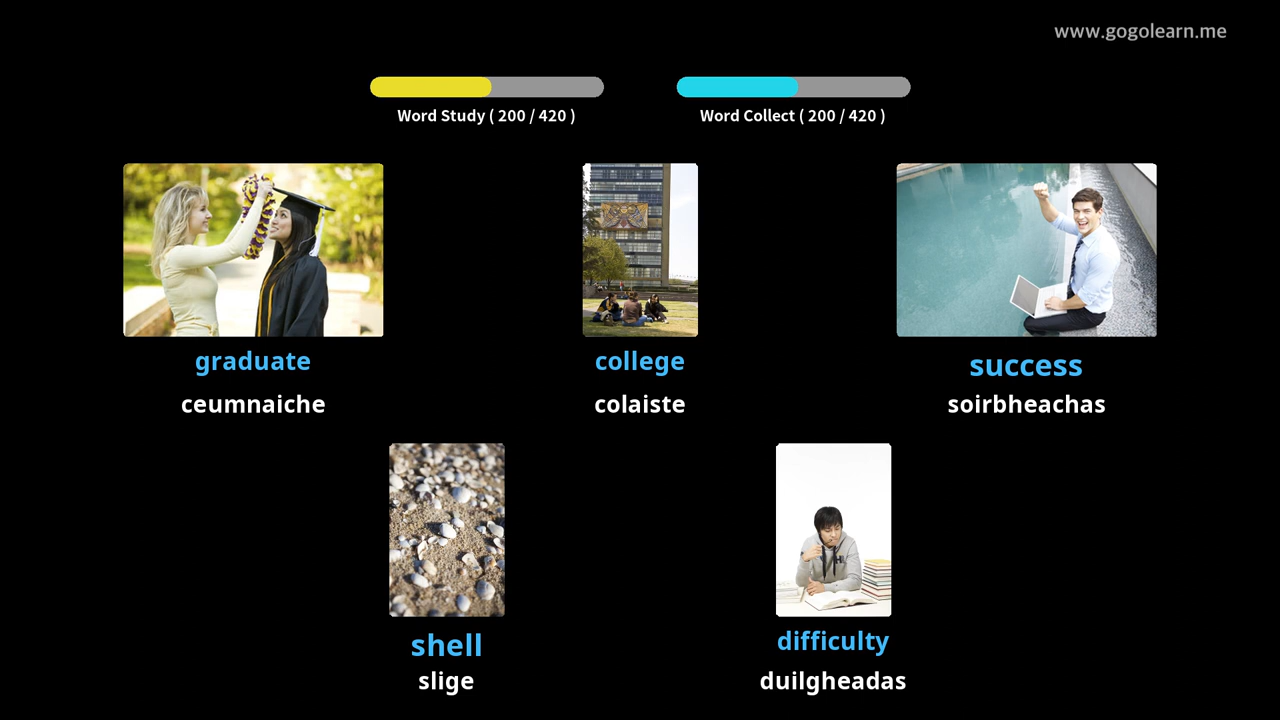 www.gogolearn.me
Word Study ( 200 / 420 )
Word Collect ( 200 / 420 )
graduate
ceumnaiche
college
colaiste
success
soirbheachas
shell
slige
difficulty
duilgheadas